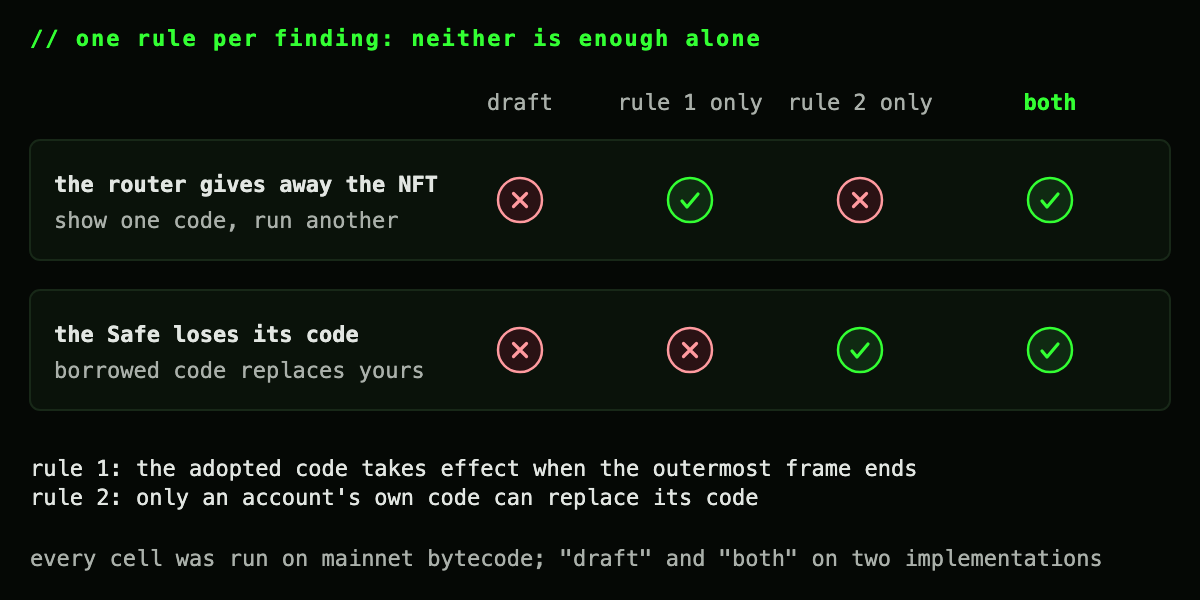 // one rule per finding: neither is enough alone
draft rule 1 only rule 2 only both
the router gives away the NFT
show one code, run another
the Safe loses its code
borrowed code replaces yours
rule 1: the adopted code takes effect when the outermost frame ends
rule 2: only an account's own code can replace its code
every cell was run on mainnet bytecode; "draft" and "both" on two implementations